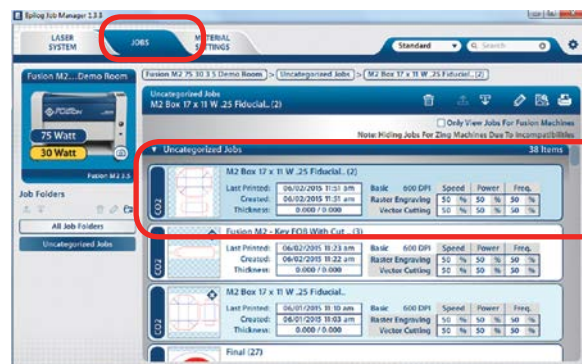 Epilog Job Manager 1.3.3
LASER SYSTEM
JOBS
MATERIAL SETTINGS
Standard
Search
Fusion M2....Demo Room
75 Watt
30 Watt
Fusion M2 3.5
Job Folders
All Job Folders
Uncategorized Jobs
Fusion M2 75 30 3 5 Demo Room > Uncategorized Jobs > M2 Box 17 x 11 W .25 Fiducial.. (2)
Uncategorized Jobs
M2 Box 17 x 11 W .25 Fiducial.. (2)
Only View Jobs For Fusion Machines
Note: Hiding Jobs For Zing Machines Due To Incompatibilities
Uncategorized Jobs 38 Items
CO2
M2 Box 17 x 11 W .25 Fiducial.. (2)
Last Printed: 06/02/2015 11:51 am Basic 600 DPI Speed Power Freq.
Created: 06/02/2015 11:51 am Raster Engraving 50 % 50 % 50 %
Thickness: 0.000 / 0.000 Vector Cutting 50 % 50 % 50 %
CO2
Fusion M2 - Key FOB With Cut .. (3)
Last Printed: 06/02/2015 11:23 am Basic 600 DPI Speed Power Freq.
Created: 06/02/2015 11:22 am Raster Engraving 50 % 50 % 50 %
Thickness: 0.000 / 0.000 Vector Cutting 50 % 50 % 50 %
CO2
M2 Box 17 x 11 W .25 Fiducial..
Last Printed: 06/01/2015 11:10 am Basic 600 DPI Speed Power Freq.
Created: 06/01/2015 11:03 am Raster Engraving 50 % 50 % 50 %
Thickness: 0.000 / 0.000 Vector Cutting 50 % 50 % 50 %
Final (27)